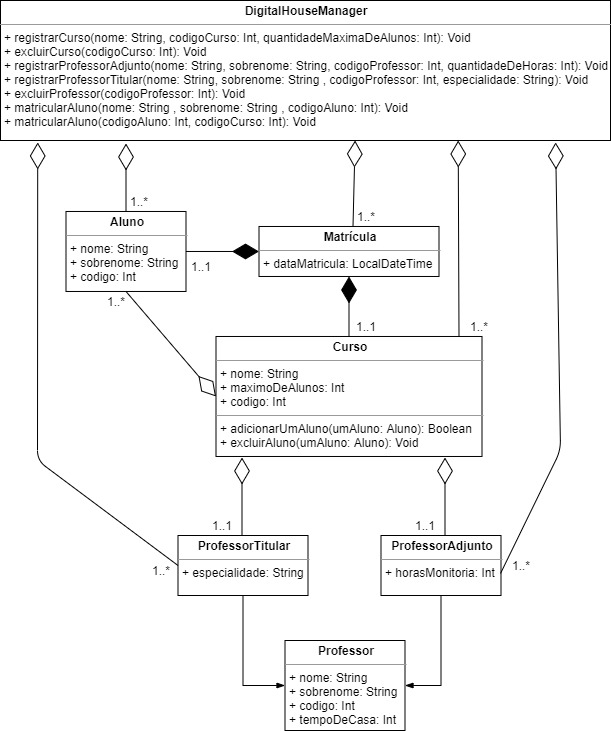 DigitalHouseManager
+ registrarCurso(nome: String, codigoCurso: Int, quantidadeMaximaDeAlunos: Int): Void
+ excluirCurso(codigoCurso: Int): Void
+ registrarProfessorAdjunto(nome: String, sobrenome: String, codigoProfessor: Int, quantidadeDeHoras: Int): Void
+ registrarProfessorTitular(nome: String, sobrenome: String , codigoProfessor: Int, especialidade: String): Void
+ excluirProfessor(codigoProfessor: Int): Void
+ matricularAluno(nome: String , sobrenome: String , codigoAluno: Int): Void
+ matricularAluno(codigoAluno: Int, codigoCurso: Int): Void
1..*
1..*
Aluno
+ nome: String
+ sobrenome: String
+ codigo: Int
Matrícula
+ dataMatricula: LocalDateTime
1..1
1..*
1..1
1..*
Curso
+ nome: String
+ maximoDeAlunos: Int
+ codigo: Int
+ adicionarUmAluno(umAluno: Aluno): Boolean
+ excluirAluno(umAluno: Aluno): Void
1..1
1..1
ProfessorTitular
+ especialidade: String
ProfessorAdjunto
+ horasMonitoria: Int
1..*
1..*
Professor
+ nome: String
+ sobrenome: String
+ codigo: Int
+ tempoDeCasa: Int